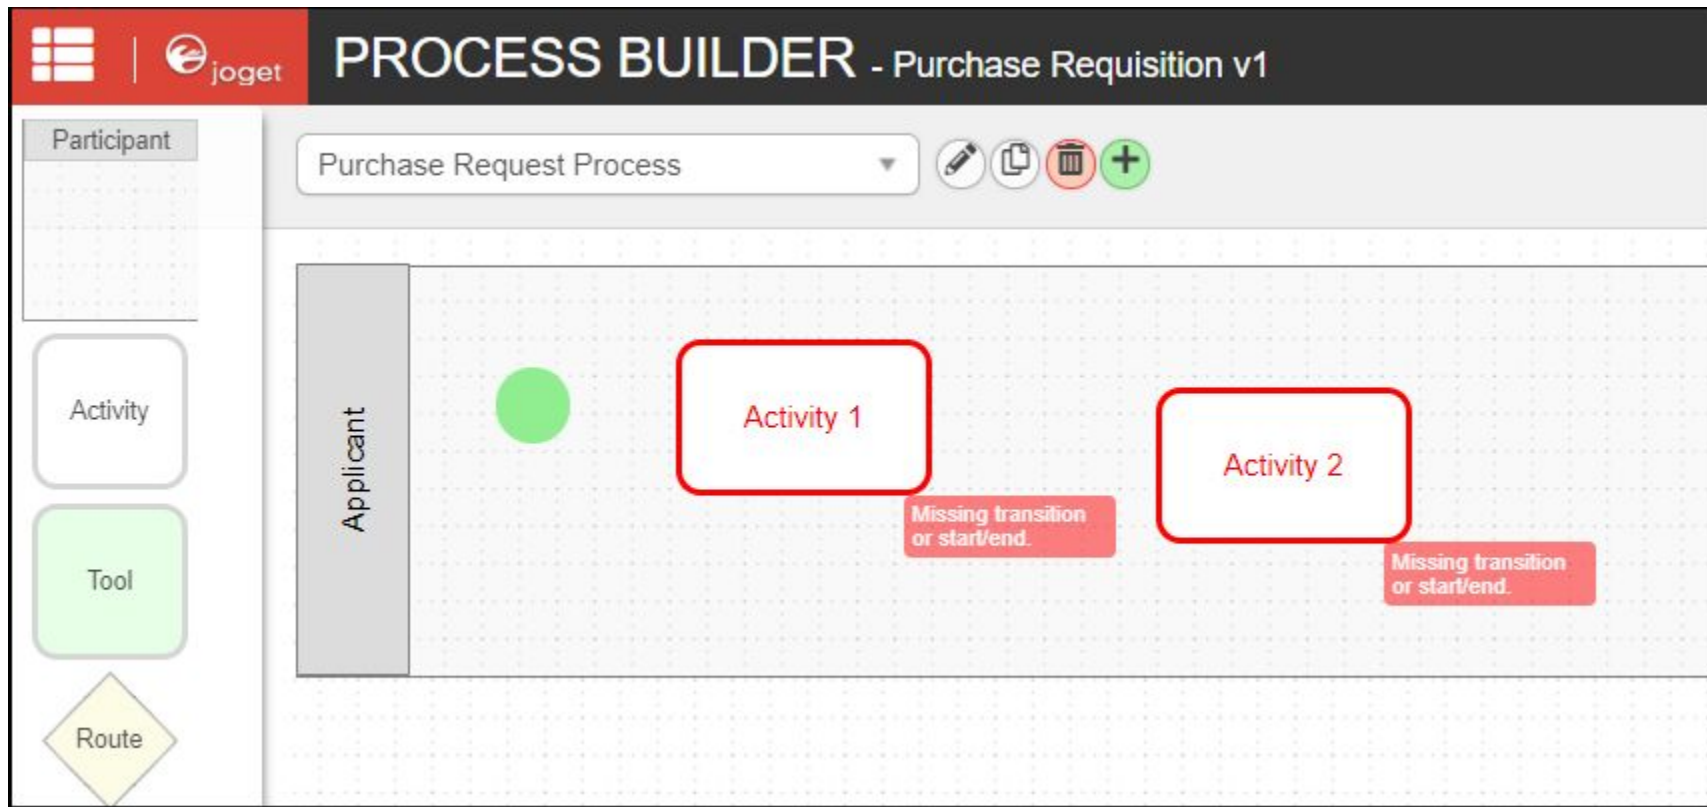 joget
PROCESS BUILDER - Purchase Requisition v1
Participant
Purchase Request Process
Activity
Tool
Route
Applicant
Activity 1
Missing transition
or start/end.
Activity 2
Missing transition
or start/end.